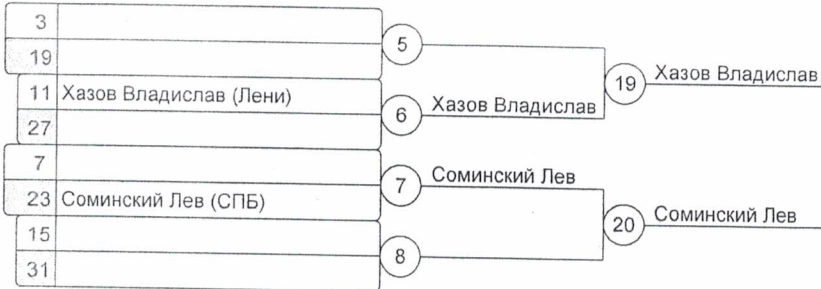 3
19
5
11 Хазов Владислав (Лени)
27
6 Хазов Владислав
19 Хазов Владислав
7
23 Соминский Лев (СПБ)
7 Соминский Лев
15
31
8
20 Соминский Лев